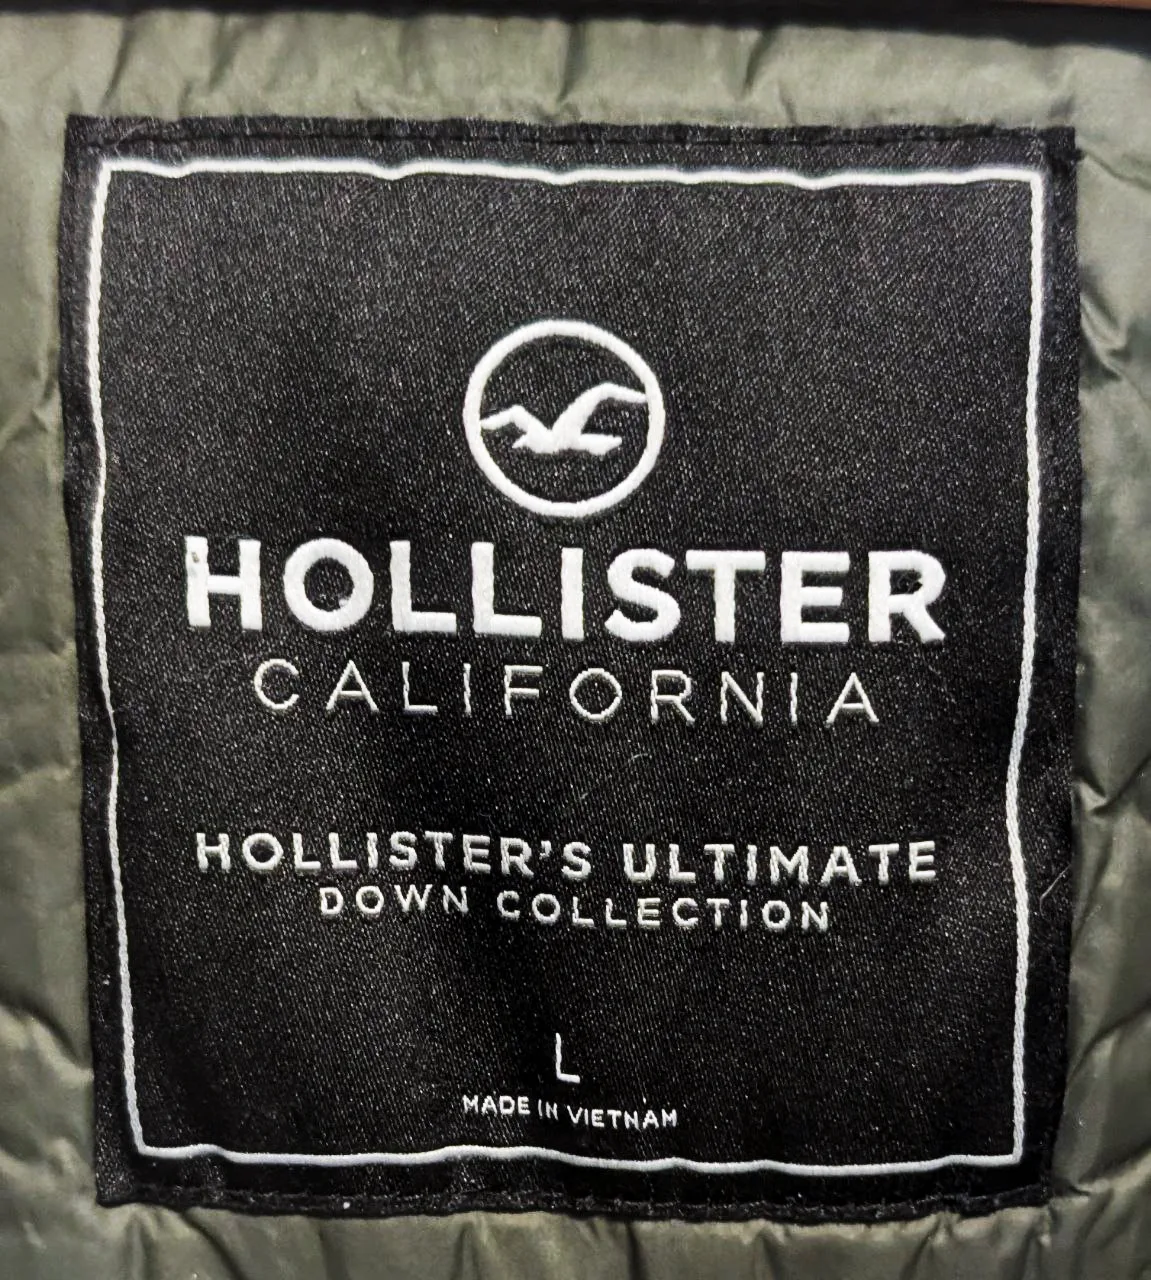 HOLLISTER
CALIFORNIA
HOLLISTER'S ULTIMATE
DOWN COLLECTION
L
MADE IN VIETNAM